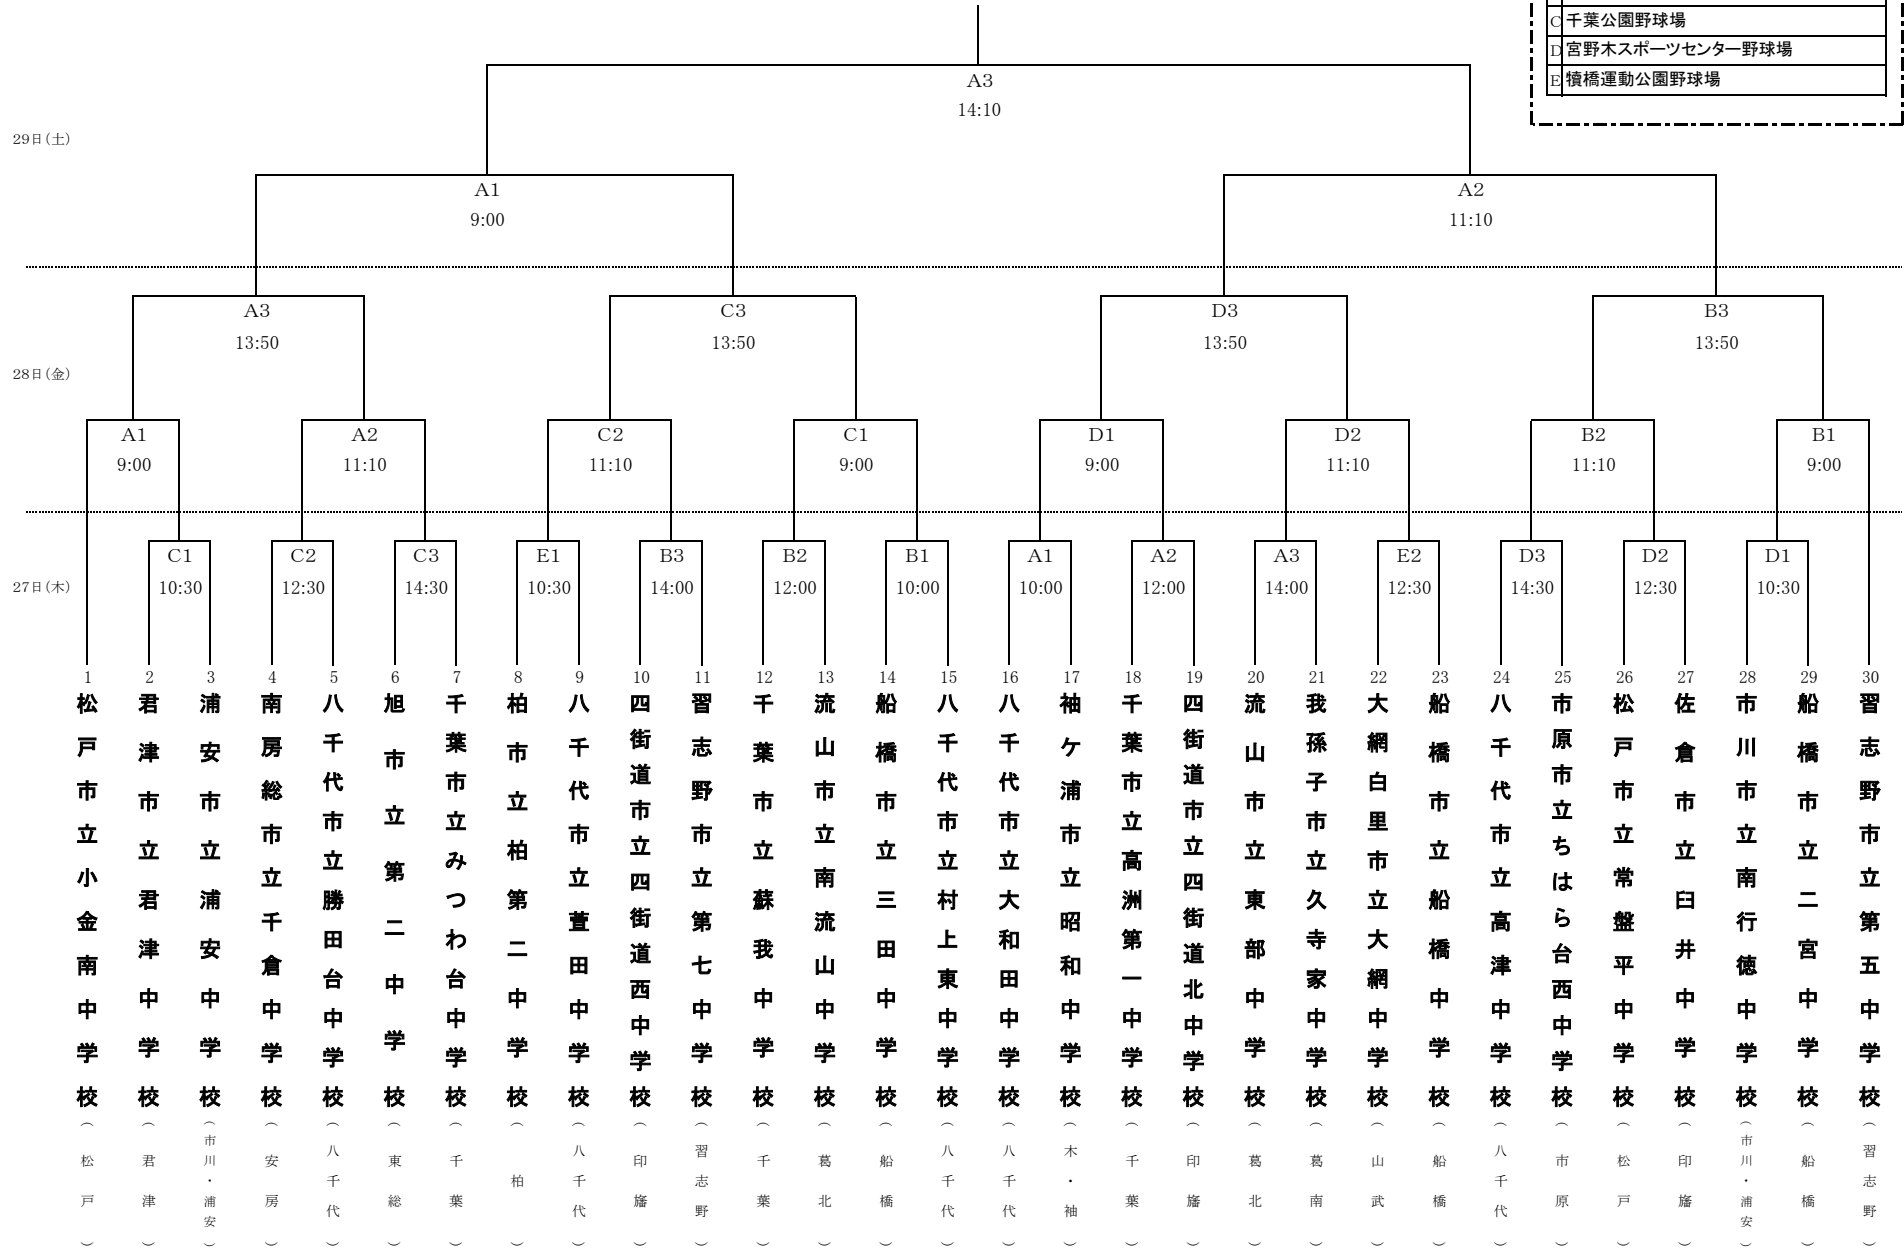 C 千葉公園野球場
D 宮野木スポーツセンター野球場
E 犢橋運動公園野球場
A3
14:10
29日(土)
A1 A2
9:00 11:10
A3 C3 D3 B3
13:50 13:50 13:50 13:50
28日(金)
A1 A2 C2 C1 D1 D2 B2 B1
9:00 11:10 11:10 9:00 9:00 11:10 11:10 9:00
C1 C2 C3 E1 B3 B2 B1 A1 A2 A3 E2 D3 D2 D1
27日(木) 10:30 12:30 14:30 10:30 14:00 12:00 10:00 10:00 12:00 14:00 12:30 14:30 12:30 10:30
1 松戸市立小金南中学校 (松戸)
2 君津市立君津中学校 (君津)
3 浦安市立浦安中学校 (市川・浦安)
4 南房総市立千倉中学校 (安房)
5 八千代市立勝田台中学校 (八千代)
6 旭市立第二中学校 (東総)
7 千葉市立みつわ台中学校 (千葉)
8 柏市立柏第二中学校 (柏)
9 八千代市立萱田中学校 (八千代)
10 四街道市立四街道西中学校 (印旛)
11 習志野市立第七中学校 (習志野)
12 千葉市立蘇我中学校 (千葉)
13 流山市立南流山中学校 (葛北)
14 船橋市立三田中学校 (船橋)
15 八千代市立村上東中学校 (八千代)
16 八千代市立大和田中学校 (八千代)
17 袖ケ浦市立昭和中学校 (木・袖)
18 千葉市立高洲第一中学校 (千葉)
19 四街道市立四街道北中学校 (印旛)
20 流山市立東部中学校 (葛北)
21 我孫子市立久寺家中学校 (葛南)
22 大網白里市立大網中学校 (山武)
23 船橋市立船橋中学校 (船橋)
24 八千代市立高津中学校 (八千代)
25 市原市立ちはら台西中学校 (市原)
26 松戸市立常盤平中学校 (松戸)
27 佐倉市立臼井中学校 (印旛)
28 市川市立南行徳中学校 (市川・浦安)
29 船橋市立二宮中学校 (船橋)
30 習志野市立第五中学校 (習志野)